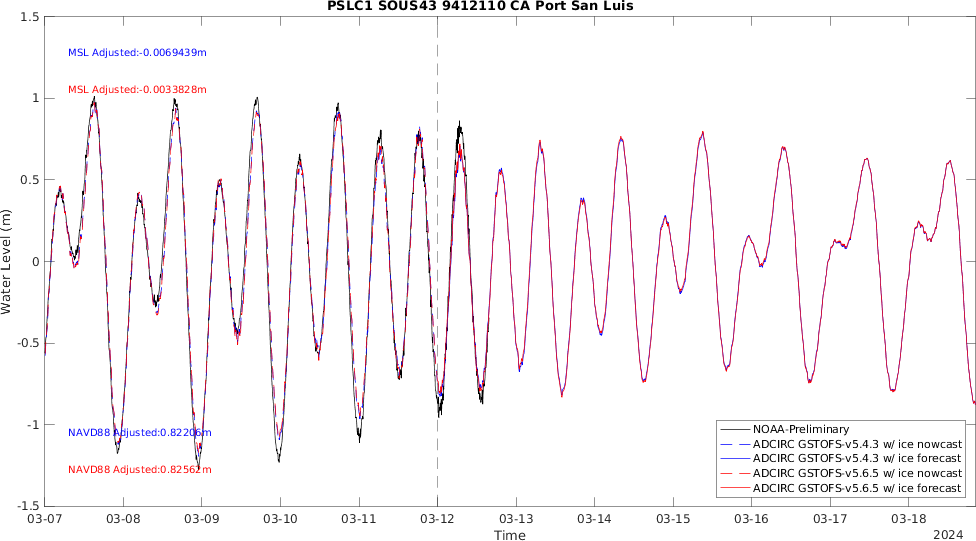 PSLC1 SOUS43 9412110 CA Port San Luis
1.5
MSL Adjusted:-0.0069439m
MSL Adjusted:-0.0033828m
1
0.5
0
-0.5
-1
-1.5
Water Level (m)
NAVD88 Adjusted:0.82206m
NAVD88 Adjusted:0.82562m
NOAA-Preliminary
ADCIRC GSTOFS-v5.4.3 w/ ice nowcast
ADCIRC GSTOFS-v5.4.3 w/ ice forecast
ADCIRC GSTOFS-v5.6.5 w/ ice nowcast
ADCIRC GSTOFS-v5.6.5 w/ ice forecast
03-07 03-08 03-09 03-10 03-11 03-12 03-13 03-14 03-15 03-16 03-17 03-18
Time
2024